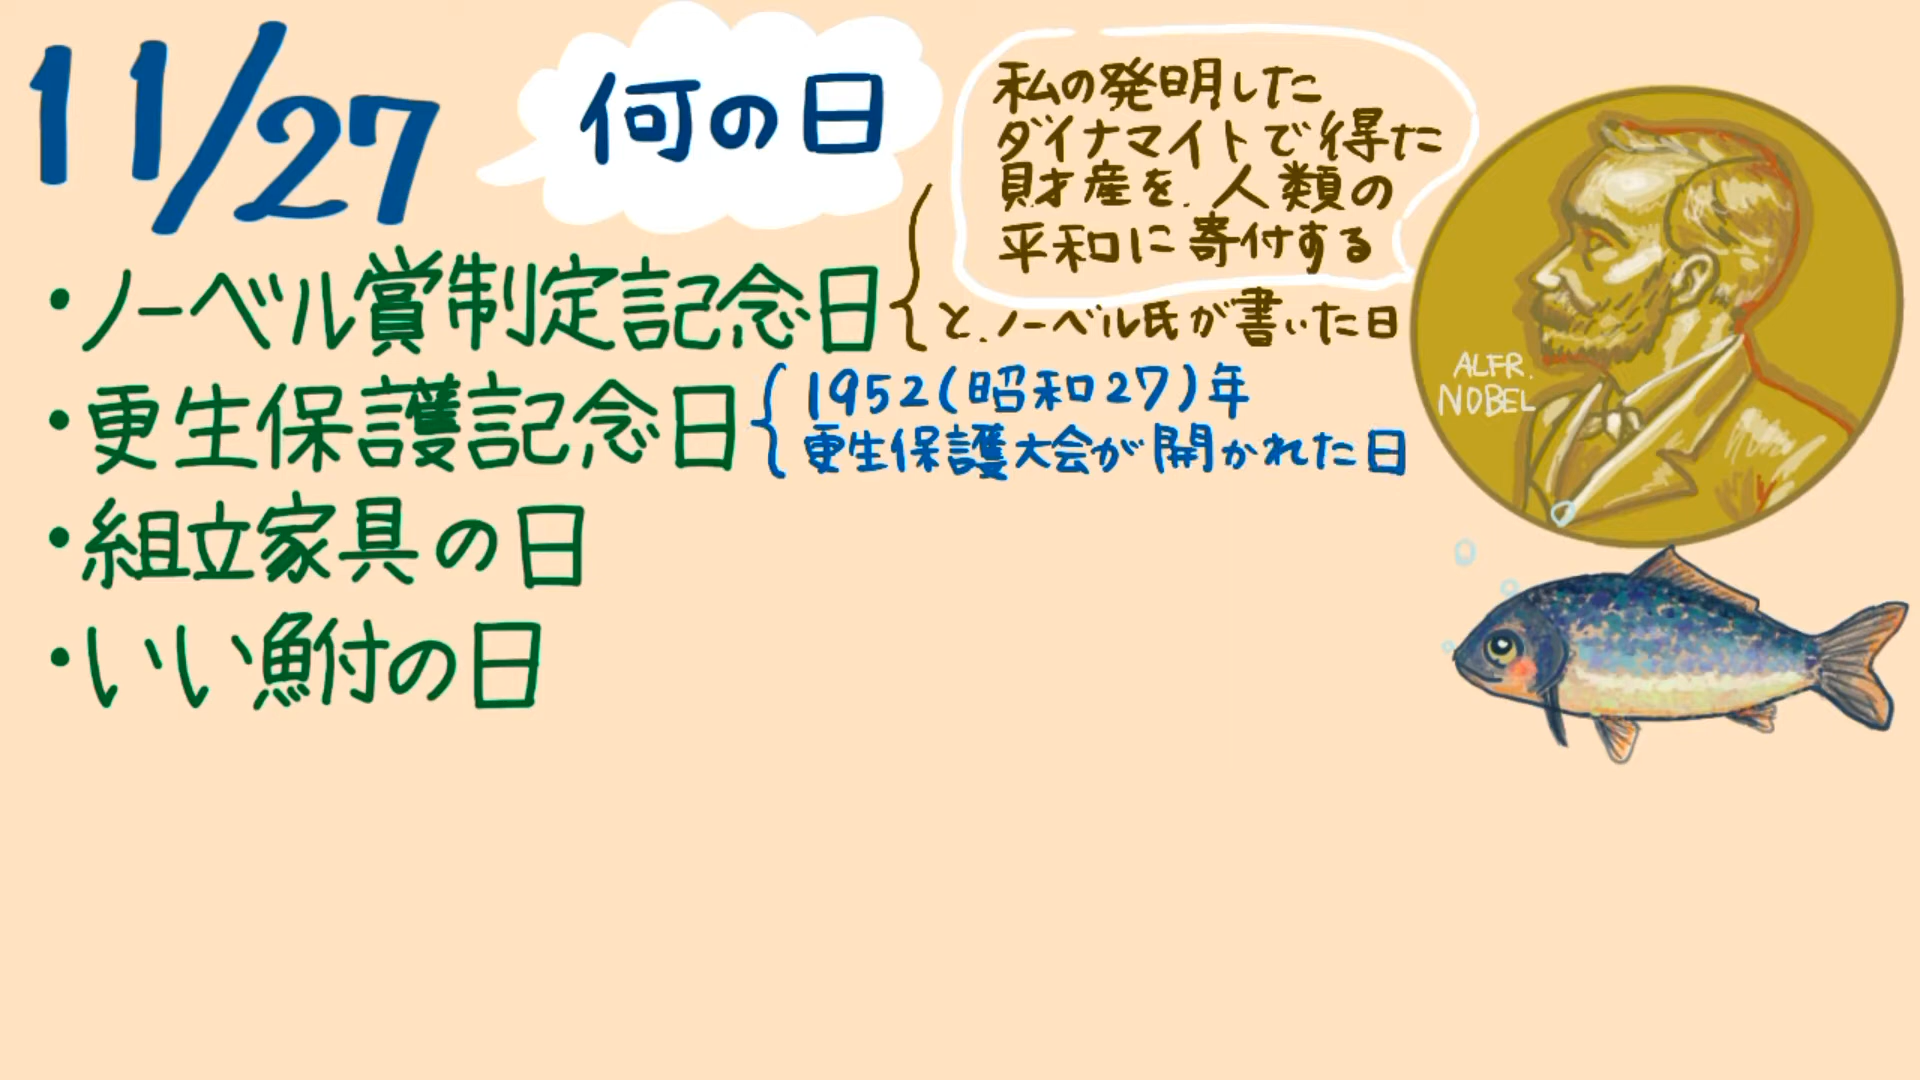 11/27
何の日
私の発明した
ダイナマイトで得た
財産を、人類の
平和に寄付する
・ノーベル賞制定記念日
と、ノーベル氏が書いた日
・更生保護記念日
1952(昭和27)年
更生保護大会が開かれた日
・組立家具の日
・いい鮒の日
ALFR.
NOBEL